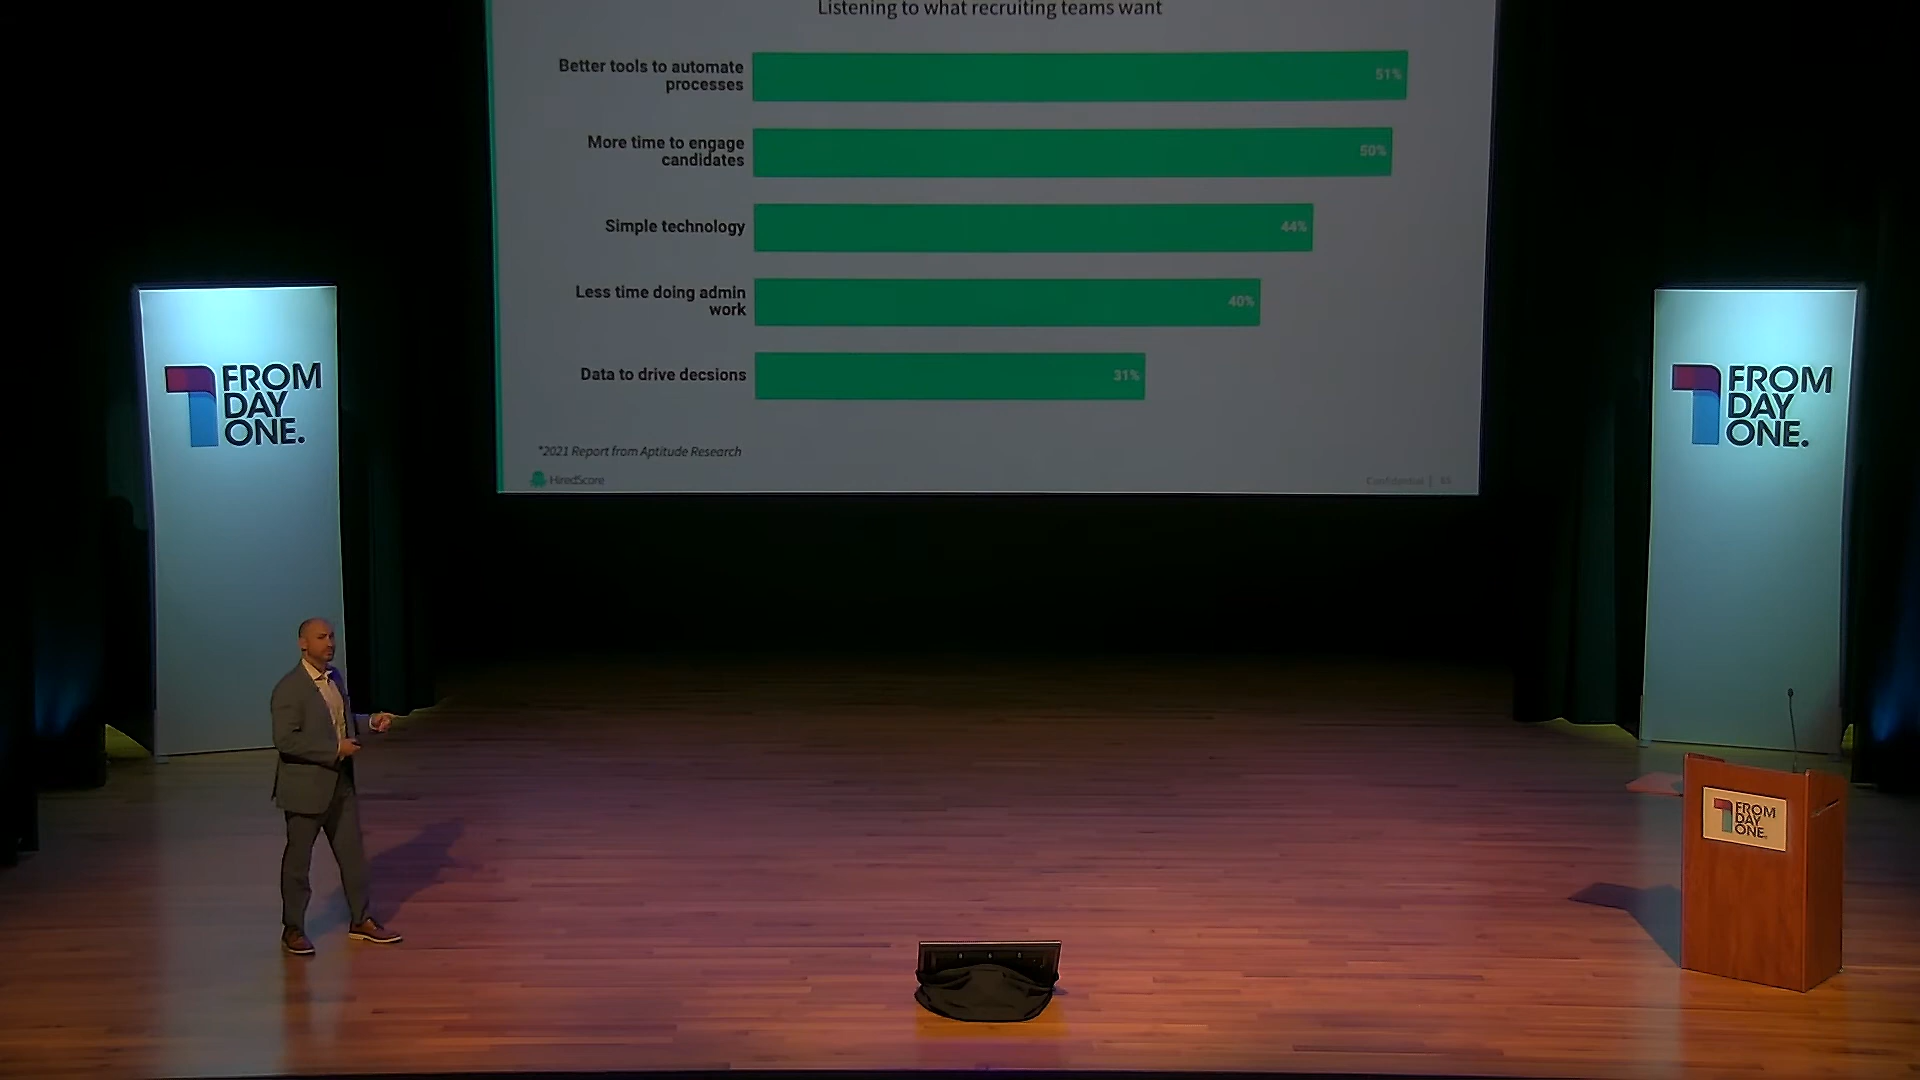 Listening to what recruiting teams want
Better tools to automate
processes
51%
More time to engage
candidates
50%
Simple technology
44%
Less time doing admin
work
40%
Data to drive decsions
31%
*2021 Report from Aptitude Research
HiredScore
Confidential |
FROM
DAY
ONE.
FROM
DAY
ONE.
FROM
DAY
ONE.